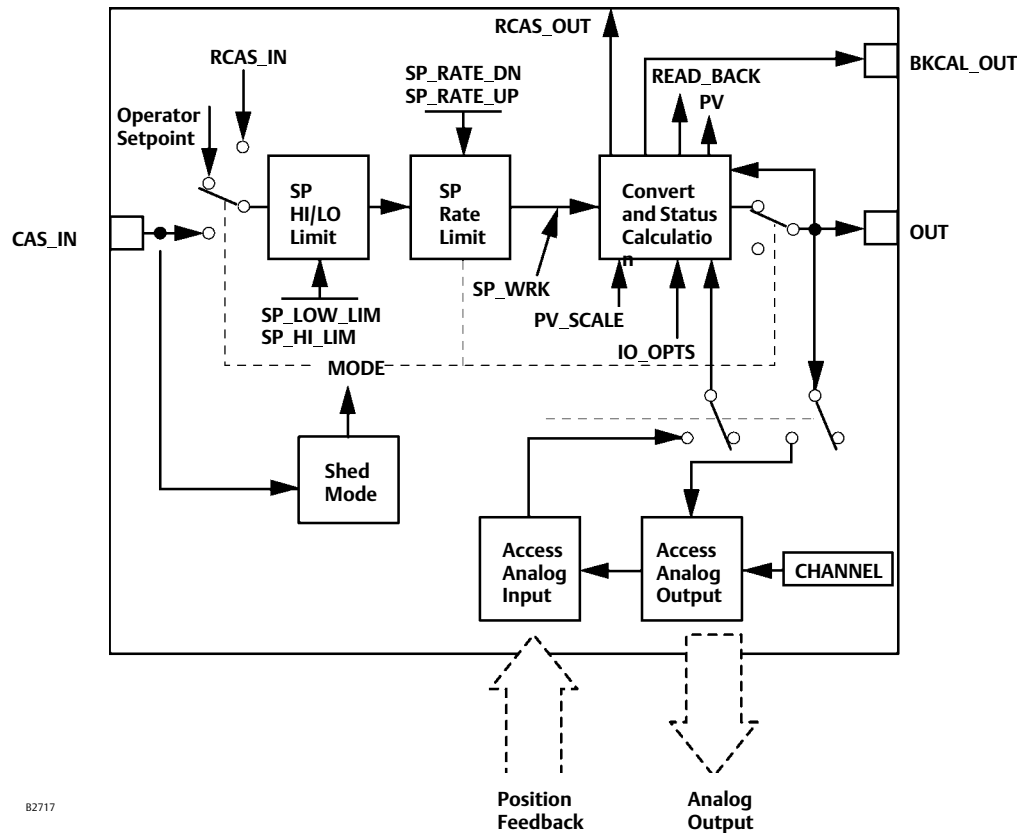 RCAS_OUT
RCAS_IN
SP_RATE_DN
SP_RATE_UP
READ_BACK
PV
BKCAL_OUT
Operator
Setpoint
SP
HI/LO
Limit
SP
Rate
Limit
Convert
and Status
Calculatio
n
CAS_IN
OUT
SP_WRK
SP_LOW_LIM
SP_HI_LIM
PV_SCALE
IO_OPTS
MODE
Shed
Mode
Access
Analog
Input
Access
Analog
Output
CHANNEL
Position
Feedback
Analog
Output
B2717